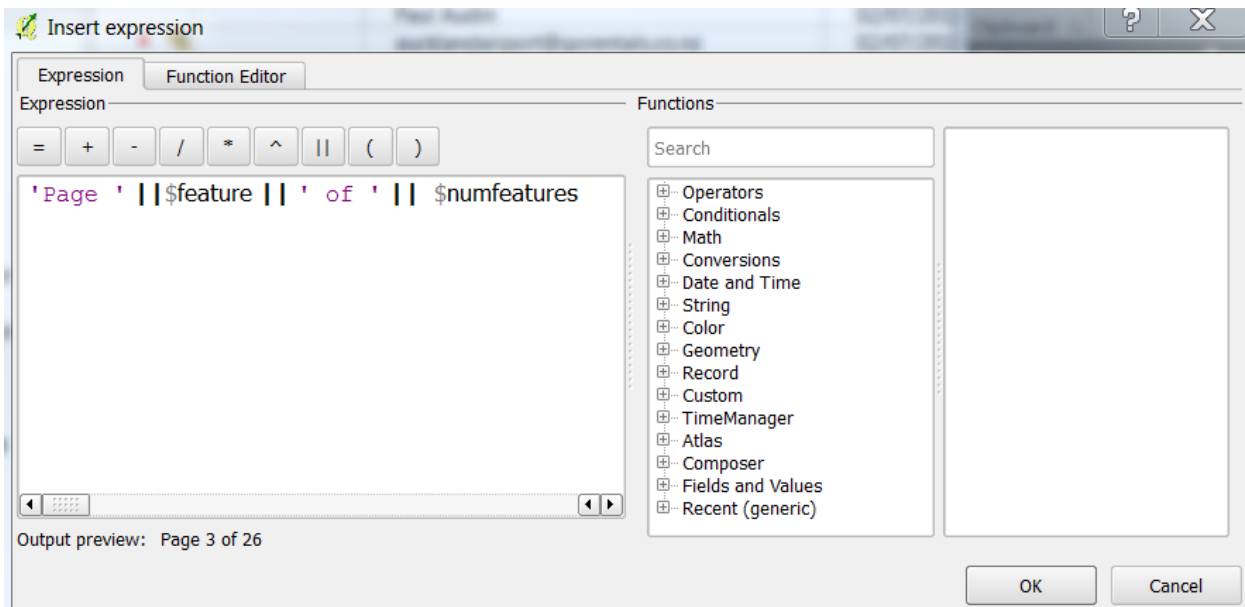 Insert expression
Expression
Function Editor
Expression
Functions
= + - / * ^ || ( )
Search
'Page ' ||$feature || ' of ' || $numfeatures
Operators
Conditionals
Math
Conversions
Date and Time
String
Color
Geometry
Record
Custom
TimeManager
Atlas
Composer
Fields and Values
Recent (generic)
Output preview: Page 3 of 26
OK
Cancel